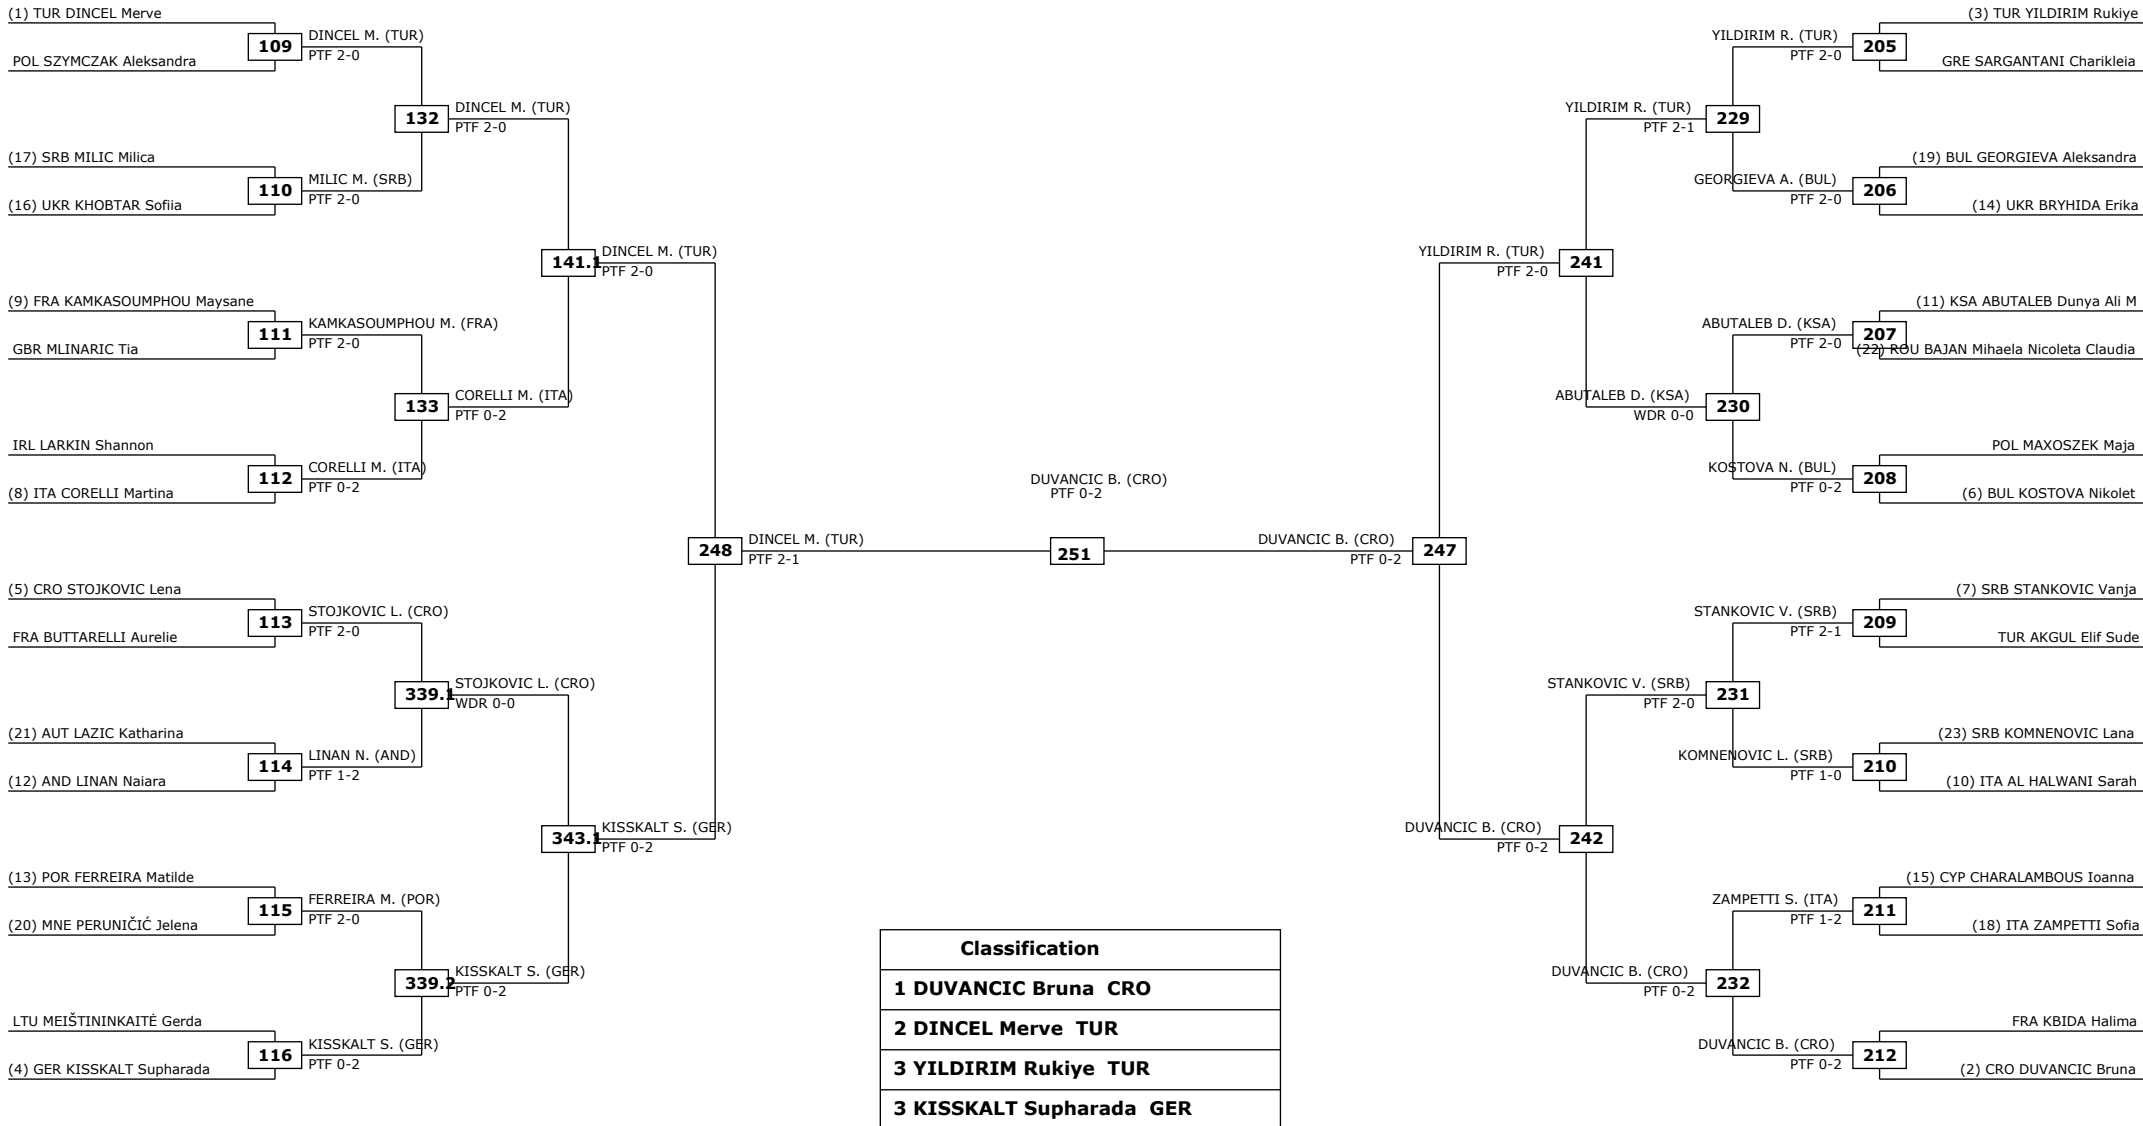 (1) TUR DINCEL Merve
109
DINCEL M. (TUR)
PTF 2-0
POL SZYMCZAK Aleksandra
132
DINCEL M. (TUR)
PTF 2-0
(17) SRB MILIC Milica
110
MILIC M. (SRB)
PTF 2-0
(16) UKR KHOBTAR Sofiia
141.1
DINCEL M. (TUR)
PTF 2-0
(9) FRA KAMKASOUMPHOU Maysane
111
KAMKASOUMPHOU M. (FRA)
PTF 2-0
GBR MLINARIC Tia
133
CORELLI M. (ITA)
PTF 0-2
IRL LARKIN Shannon
112
CORELLI M. (ITA)
PTF 0-2
(8) ITA CORELLI Martina
248
DINCEL M. (TUR)
PTF 2-1
(5) CRO STOJKOVIC Lena
113
STOJKOVIC L. (CRO)
PTF 2-0
FRA BUTTARELLI Aurelie
339.1
STOJKOVIC L. (CRO)
WDR 0-0
(21) AUT LAZIC Katharina
114
LINAN N. (AND)
PTF 1-2
(12) AND LINAN Naiara
343.1
KISSKALT S. (GER)
PTF 0-2
(13) POR FERREIRA Matilde
115
FERREIRA M. (POR)
PTF 2-0
(20) MNE PERUNIČIĆ Jelena
339.2
KISSKALT S. (GER)
PTF 0-2
LTU MEIŠTININKAITĖ Gerda
116
KISSKALT S. (GER)
PTF 0-2
(4) GER KISSKALT Supharada
DUVANCIC B. (CRO)
PTF 0-2
251
(3) TUR YILDIRIM Rukiye
YILDIRIM R. (TUR)
PTF 2-0
205
GRE SARGANTANI Charikleia
YILDIRIM R. (TUR)
PTF 2-1
229
(19) BUL GEORGIEVA Aleksandra
GEORGIEVA A. (BUL)
PTF 2-0
206
(14) UKR BRYHIDA Erika
YILDIRIM R. (TUR)
PTF 2-0
241
(11) KSA ABUTALEB Dunya Ali M
ABUTALEB D. (KSA)
PTF 2-0
207
(22) ROU BAJAN Mihaela Nicoleta Claudia
ABUTALEB D. (KSA)
WDR 0-0
230
POL MAXOSZEK Maja
KOSTOVA N. (BUL)
PTF 0-2
208
(6) BUL KOSTOVA Nikolet
DUVANCIC B. (CRO)
PTF 0-2
247
(7) SRB STANKOVIC Vanja
STANKOVIC V. (SRB)
PTF 2-1
209
TUR AKGUL Elif Sude
STANKOVIC V. (SRB)
PTF 2-0
231
(23) SRB KOMNENOVIC Lana
KOMNENOVIC L. (SRB)
PTF 1-0
210
(10) ITA AL HALWANI Sarah
DUVANCIC B. (CRO)
PTF 0-2
242
(15) CYP CHARALAMBOUS Ioanna
ZAMPETTI S. (ITA)
PTF 1-2
211
(18) ITA ZAMPETTI Sofia
DUVANCIC B. (CRO)
PTF 0-2
232
FRA KBIDA Halima
DUVANCIC B. (CRO)
PTF 0-2
212
(2) CRO DUVANCIC Bruna
Classification
1 DUVANCIC Bruna CRO
2 DINCEL Merve TUR
3 YILDIRIM Rukiye TUR
3 KISSKALT Supharada GER